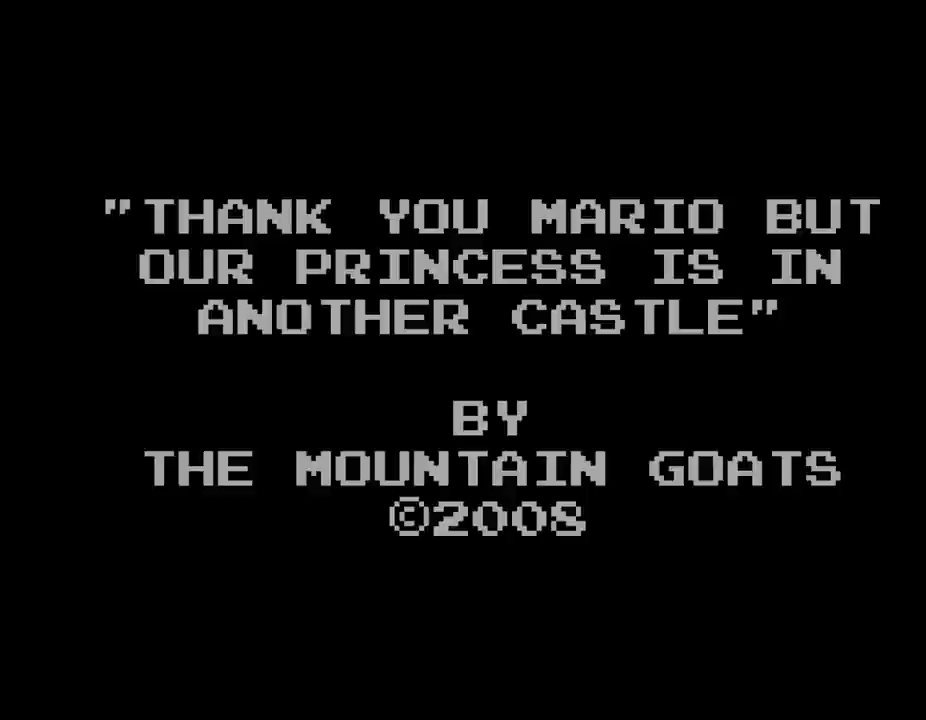 "THANK YOU MARIO BUT
OUR PRINCESS IS IN
ANOTHER CASTLE"
BY
THE MOUNTAIN GOATS
©2008